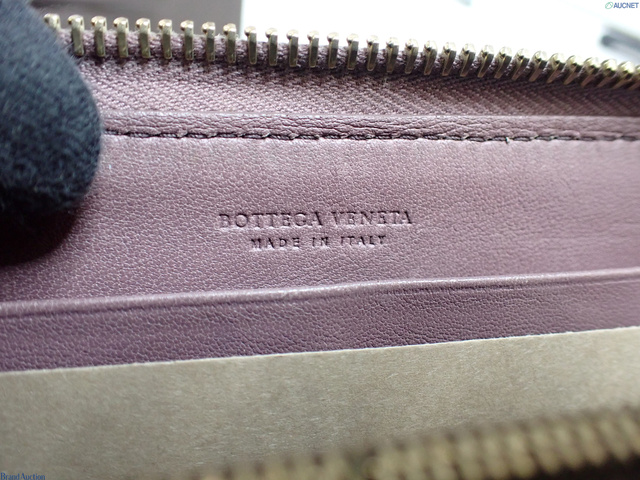 AUCNET
BOTTEGA VENETA
MADE IN ITALY
BrandAuction